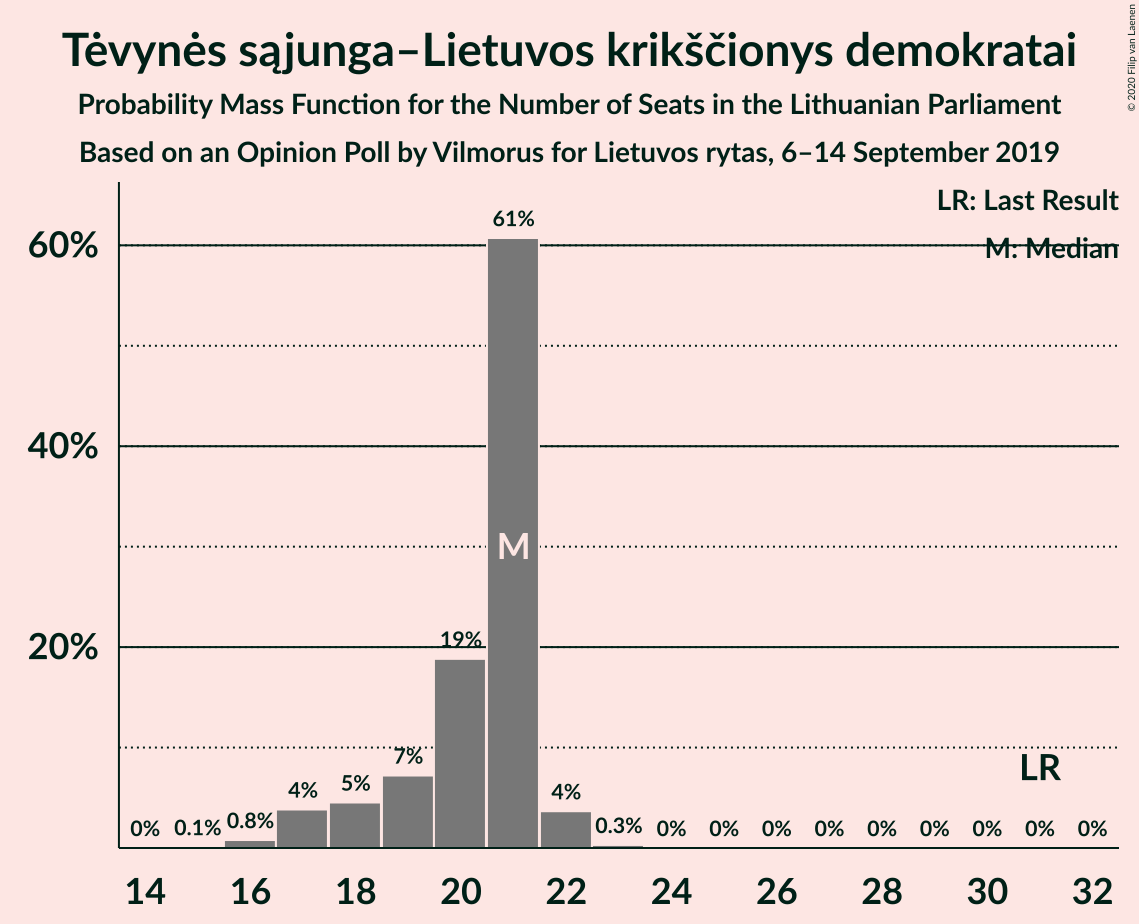 Tėvynės sąjunga–Lietuvos krikščionys demokratai
Probability Mass Function for the Number of Seats in the Lithuanian Parliament
Based on an Opinion Poll by Vilmorus for Lietuvos rytas, 6–14 September 2019
© 2020 Filip van Laenen
LR: Last Result
M: Median
60%
40%
20%
0% 0.1% 0.8% 4% 5% 7% 19% 61% 4% 0.3% 0% 0% 0% 0% 0% 0% 0% 0% 0%
M
LR
14 16 18 20 22 24 26 28 30 32